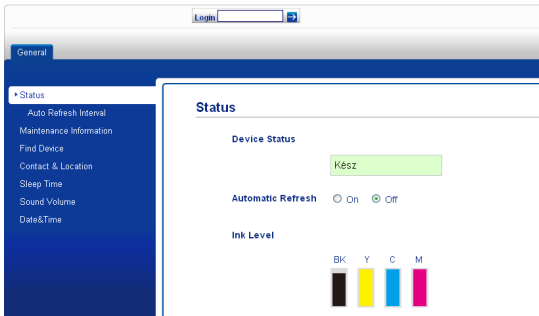 Login
General
Status
Auto Refresh Interval
Maintenance Information
Find Device
Contact & Location
Sleep Time
Sound Volume
Date&Time
Status
Device Status
Kész
Automatic Refresh On Off
Ink Level
BK Y C M